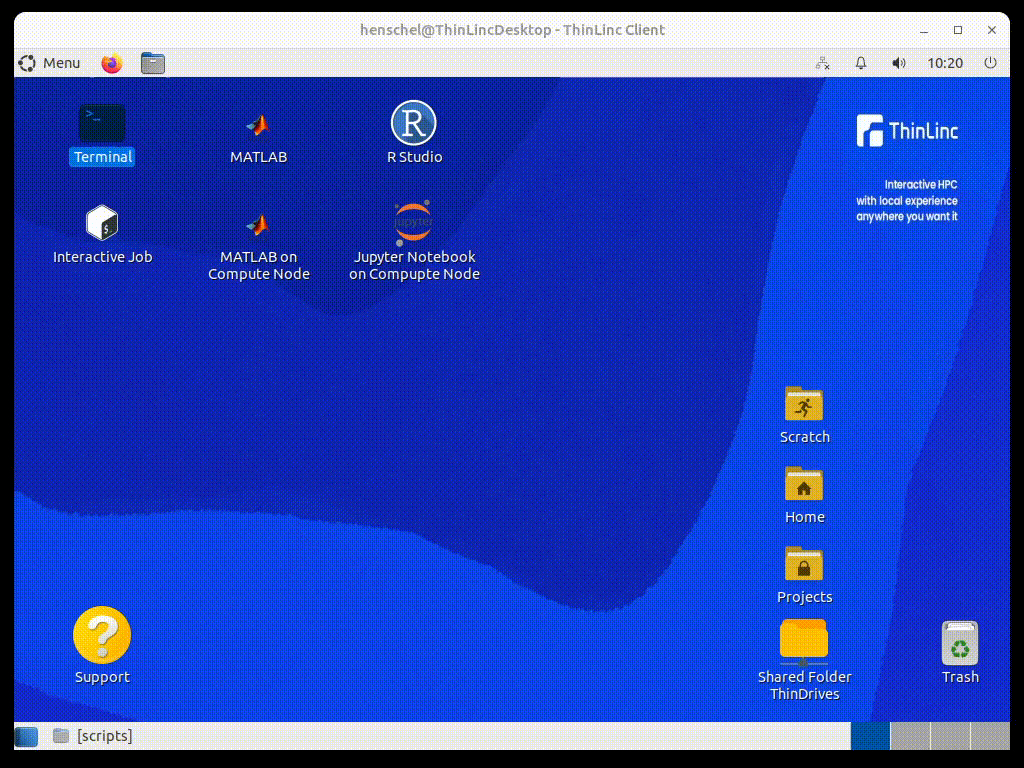 henschel@ThinLincDesktop - ThinLinc Client
Menu
10:20
>_
Terminal
MATLAB
R
R Studio
ThinLinc
Interactive HPC
with local experience
anywhere you want it
$
Interactive Job
MATLAB on
Compute Node
jupyter
Jupyter Notebook
on Compupte Node
Scratch
Home
Projects
?
Support
Shared Folder
ThinDrives
Trash
[scripts]